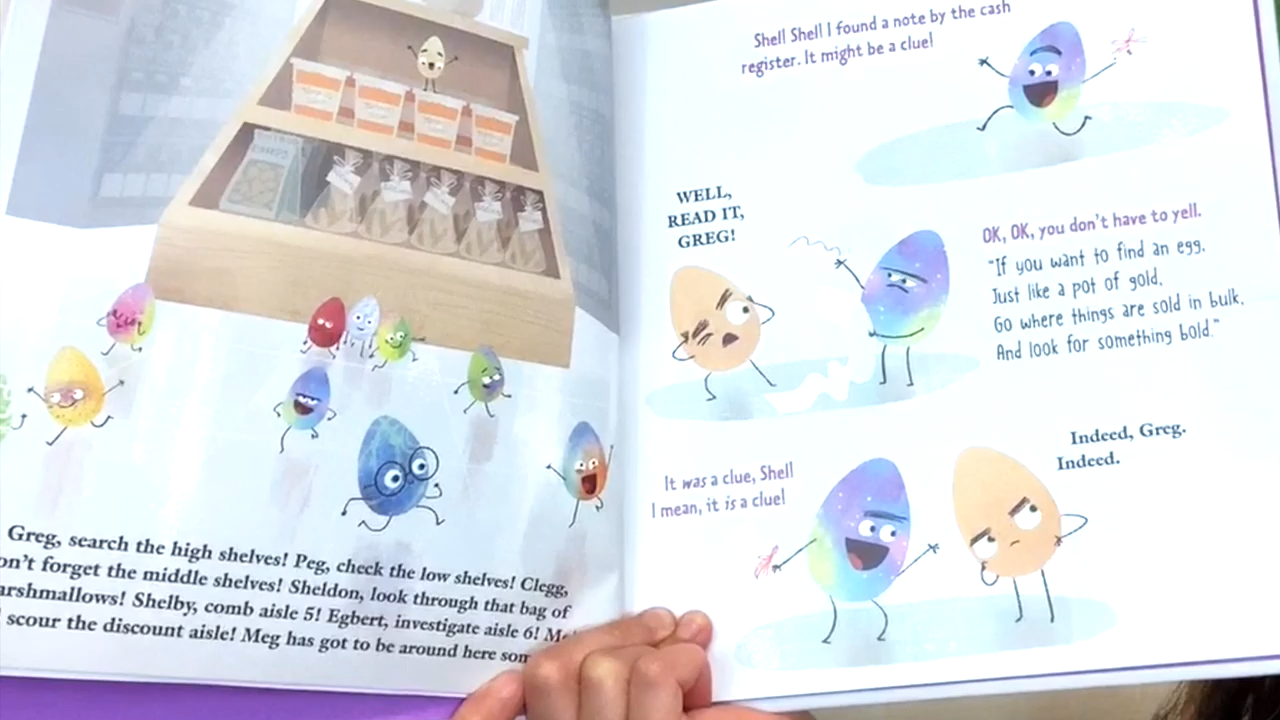 Greg, search the high shelves! Peg, check the low shelves! Clegg,
on't forget the middle shelves! Sheldon, look through that bag of
arshmallows! Shelby, comb aisle 5! Egbert, investigate aisle 6! M
scour the discount aisle! Meg has got to be around here som
Shell Shell I found a note by the cash
register. It might be a clue!
WELL,
READ IT,
GREG!
OK, OK, you don't have to yell.
"If you want to find an egg,
Just like a pot of gold,
Go where things are sold in bulk,
And look for something bold."
It was a clue, Shell
I mean, it is a clue!
Indeed, Greg.
Indeed.